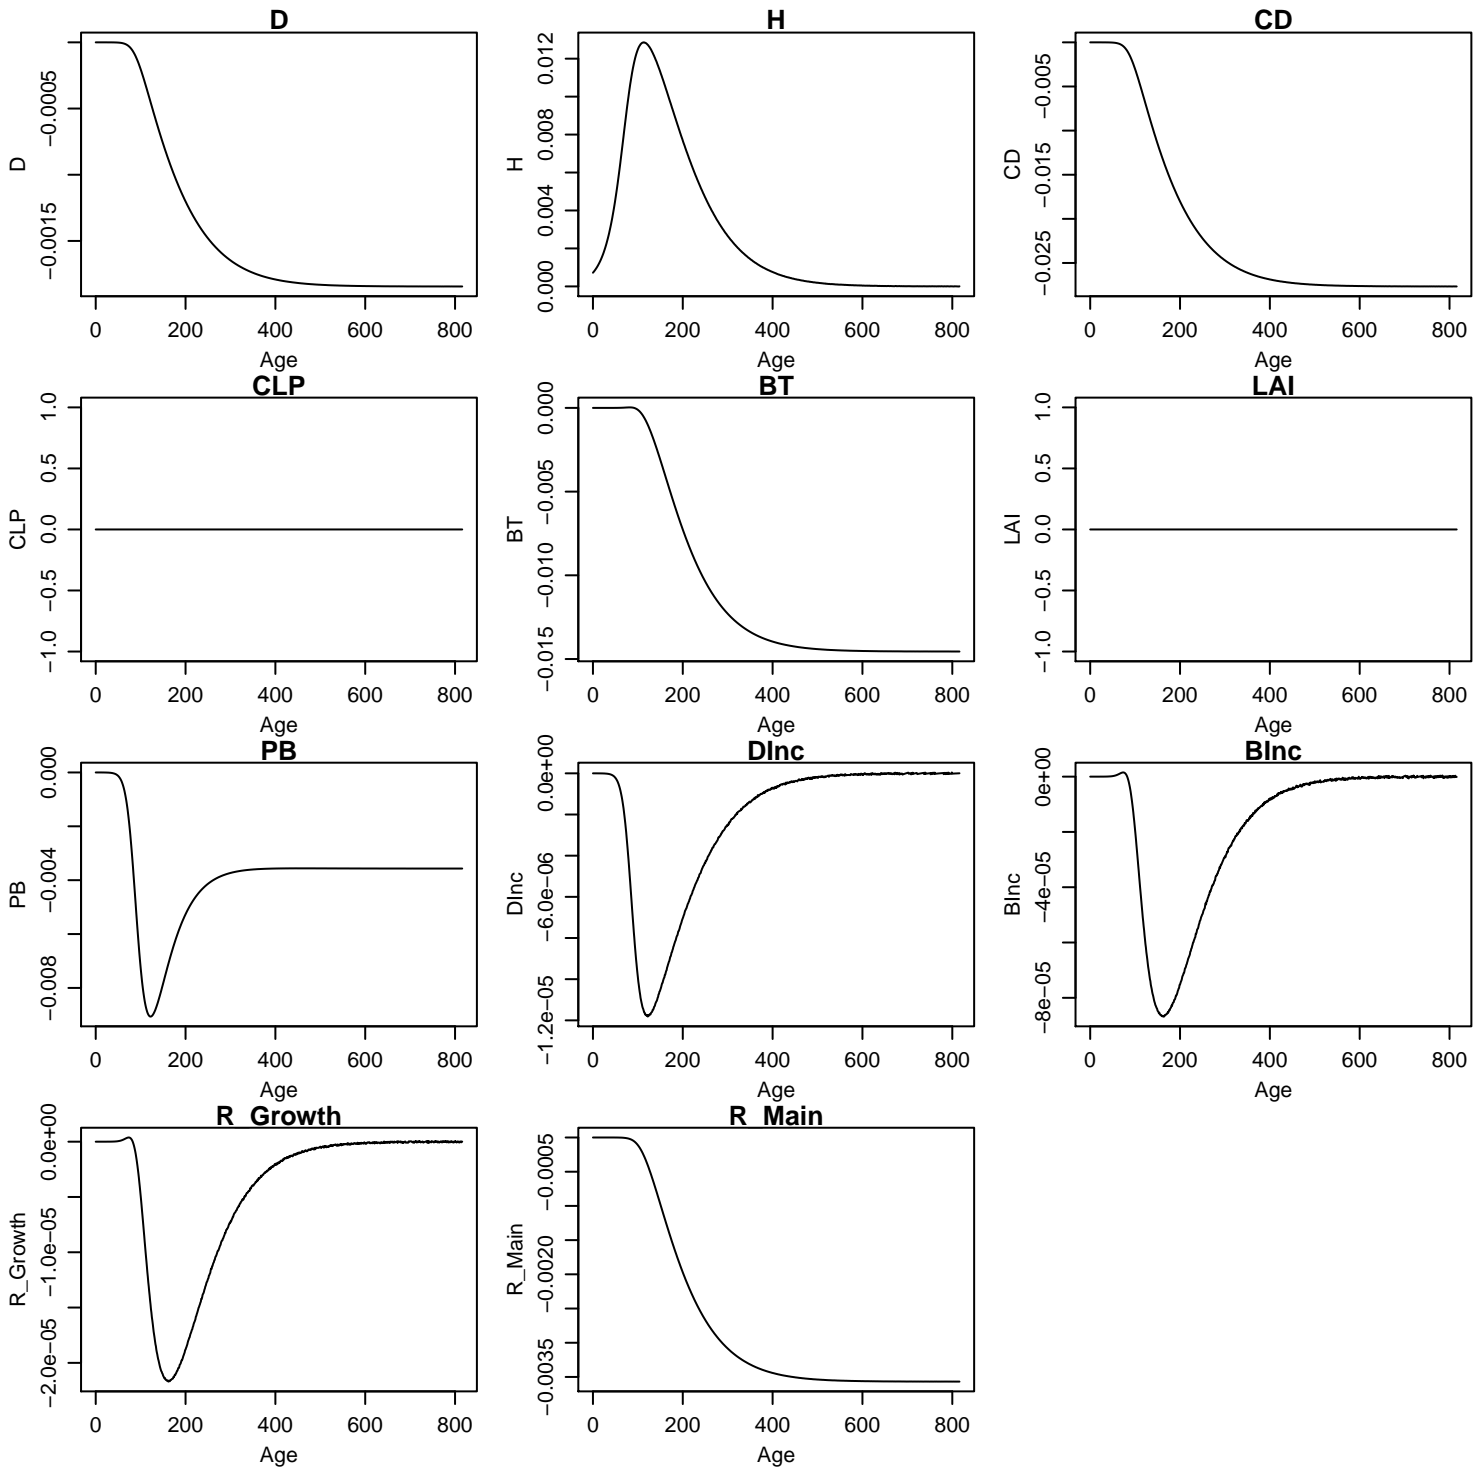 D
H
CD
D
−0.0015
−0.0005
0 200 400 600 800
Age
H
0.000 0.004 0.008 0.012
0 200 400 600 800
Age
CD
−0.025 −0.015 −0.005
0 200 400 600 800
Age
CLP
BT
LAI
CLP
−1.0 −0.5 0.0 0.5 1.0
0 200 400 600 800
Age
BT
−0.015 −0.010 −0.005 0.000
0 200 400 600 800
Age
LAI
−1.0 −0.5 0.0 0.5 1.0
0 200 400 600 800
Age
PB
DInc
BInc
PB
−0.008 −0.004 0.000
0 200 400 600 800
Age
DInc
−1.2e−05 −6.0e−06 0.0e+00
0 200 400 600 800
Age
BInc
−8e−05 −4e−05 0e+00
0 200 400 600 800
Age
R_Growth
R_Main
R_Growth
−2.0e−05 −1.0e−05 0.0e+00
0 200 400 600 800
Age
R_Main
−0.0035 −0.0020 −0.0005
0 200 400 600 800
Age